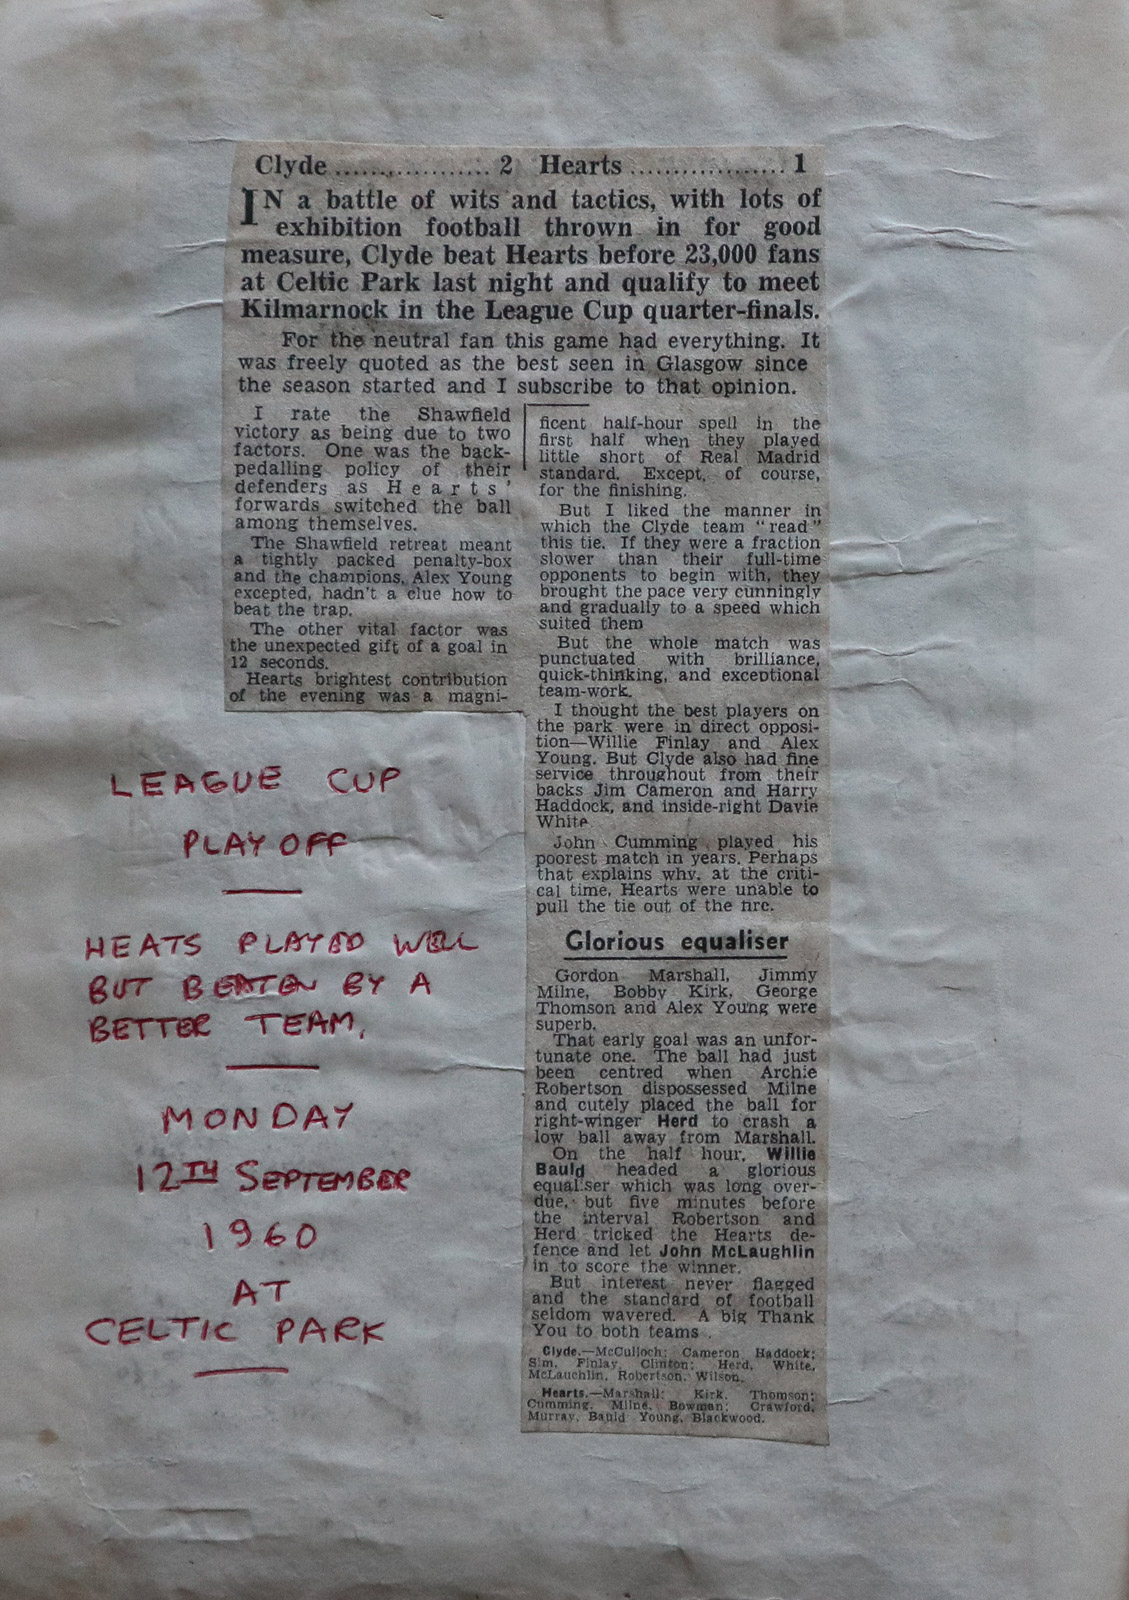 Clyde .................. 2 Hearts .................. 1
IN a battle of wits and tactics, with lots of
exhibition football thrown in for good
measure, Clyde beat Hearts before 23,000 fans
at Celtic Park last night and qualify to meet
Kilmarnock in the League Cup quarter-finals.
For the neutral fan this game had everything. It
was freely quoted as the best seen in Glasgow since
the season started and I subscribe to that opinion.
I rate the Shawfield
victory as being due to two
factors. One was the back-
pedalling policy of their
defenders as Hearts'
forwards switched the ball
among themselves.
The Shawfield retreat meant
a tightly packed penalty-box
and the champions, Alex Young
excepted, hadn't a clue how to
beat the trap.
The other vital factor was
the unexpected gift of a goal in
12 seconds.
Hearts brightest contribution
of the evening was a magni-
ficent half-hour spell in the
first half when they played
little short of Real Madrid
standard. Except, of course,
for the finishing.
But I liked the manner in
which the Clyde team "read"
this tie. If they were a fraction
slower than their full-time
opponents to begin with, they
brought the pace very cunningly
and gradually to a speed which
suited them
But the whole match was
punctuated with brilliance,
quick-thinking, and exceptional
team-work.
I thought the best players on
the park were in direct opposi-
tion—Willie Finlay and Alex
Young. But Clyde also had fine
service throughout from their
backs Jim Cameron and Harry
Haddock, and inside-right Davie
White.
John Cumming played his
poorest match in years. Perhaps
that explains why, at the criti-
cal time, Hearts were unable to
pull the tie out of the fire.
Glorious equaliser
Gordon Marshall, Jimmy
Milne, Bobby Kirk, George
Thomson and Alex Young were
superb.
That early goal was an unfor-
tunate one. The ball had just
been centred when Archie
Robertson dispossessed Milne
and cutely placed the ball for
right-winger Herd to crash a
low ball away from Marshall.
On the half hour, Willie
Bauld headed a glorious
equaliser which was long over-
due, but five minutes before
the interval Robertson and
Herd tricked the Hearts de-
fence and let John McLaughlin
in to score the winner.
But interest never flagged
and the standard of football
seldom wavered. A big Thank
You to both teams.
Clyde.—McCulloch; Cameron Haddock;
Sim, Finlay, Clinton; Herd, White,
McLauchlin, Robertson, Wilson.
Hearts.—Marshall; Kirk, Thomson;
Cumming, Milne, Bowman; Crawford,
Murray, Bauld Young, Blackwood.
LEAGUE CUP
PLAY OFF
HEATS PLAYED WELL
BUT BEATEN BY A
BETTER TEAM,
MONDAY
12TH SEPTEMBER
1960
AT
CELTIC PARK